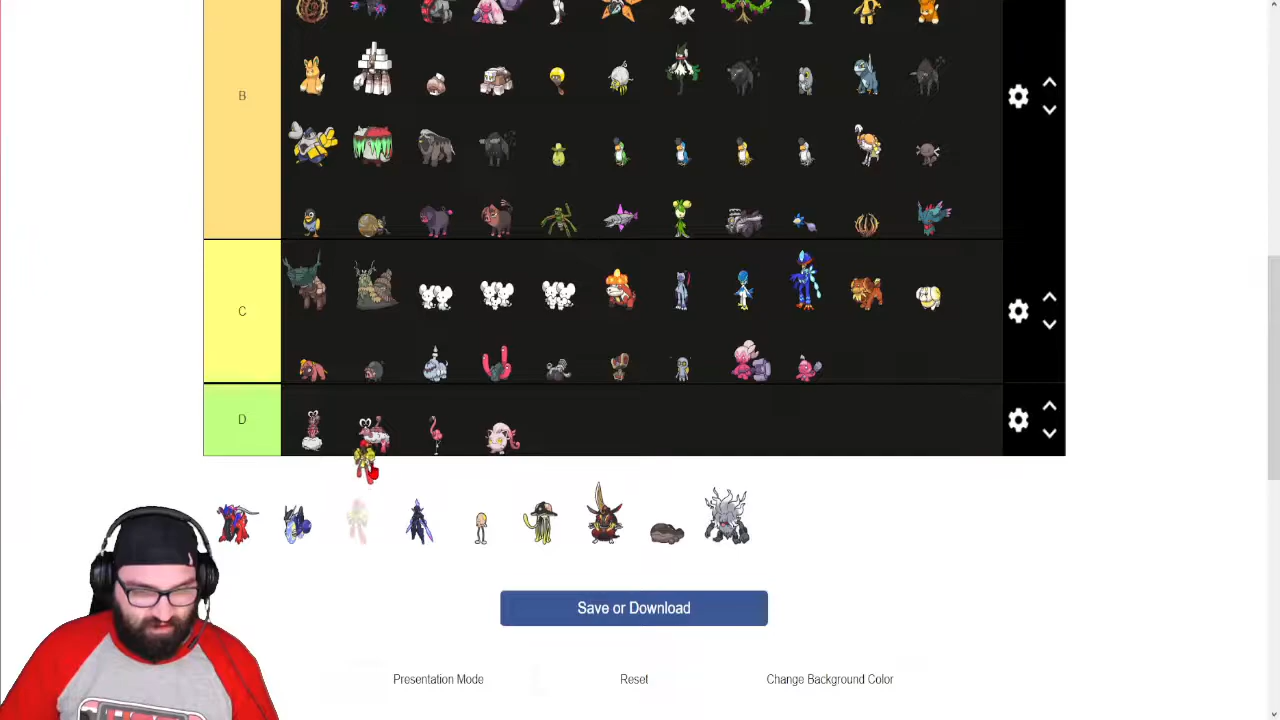 B
C
D
Save or Download
Presentation Mode
Reset
Change Background Color